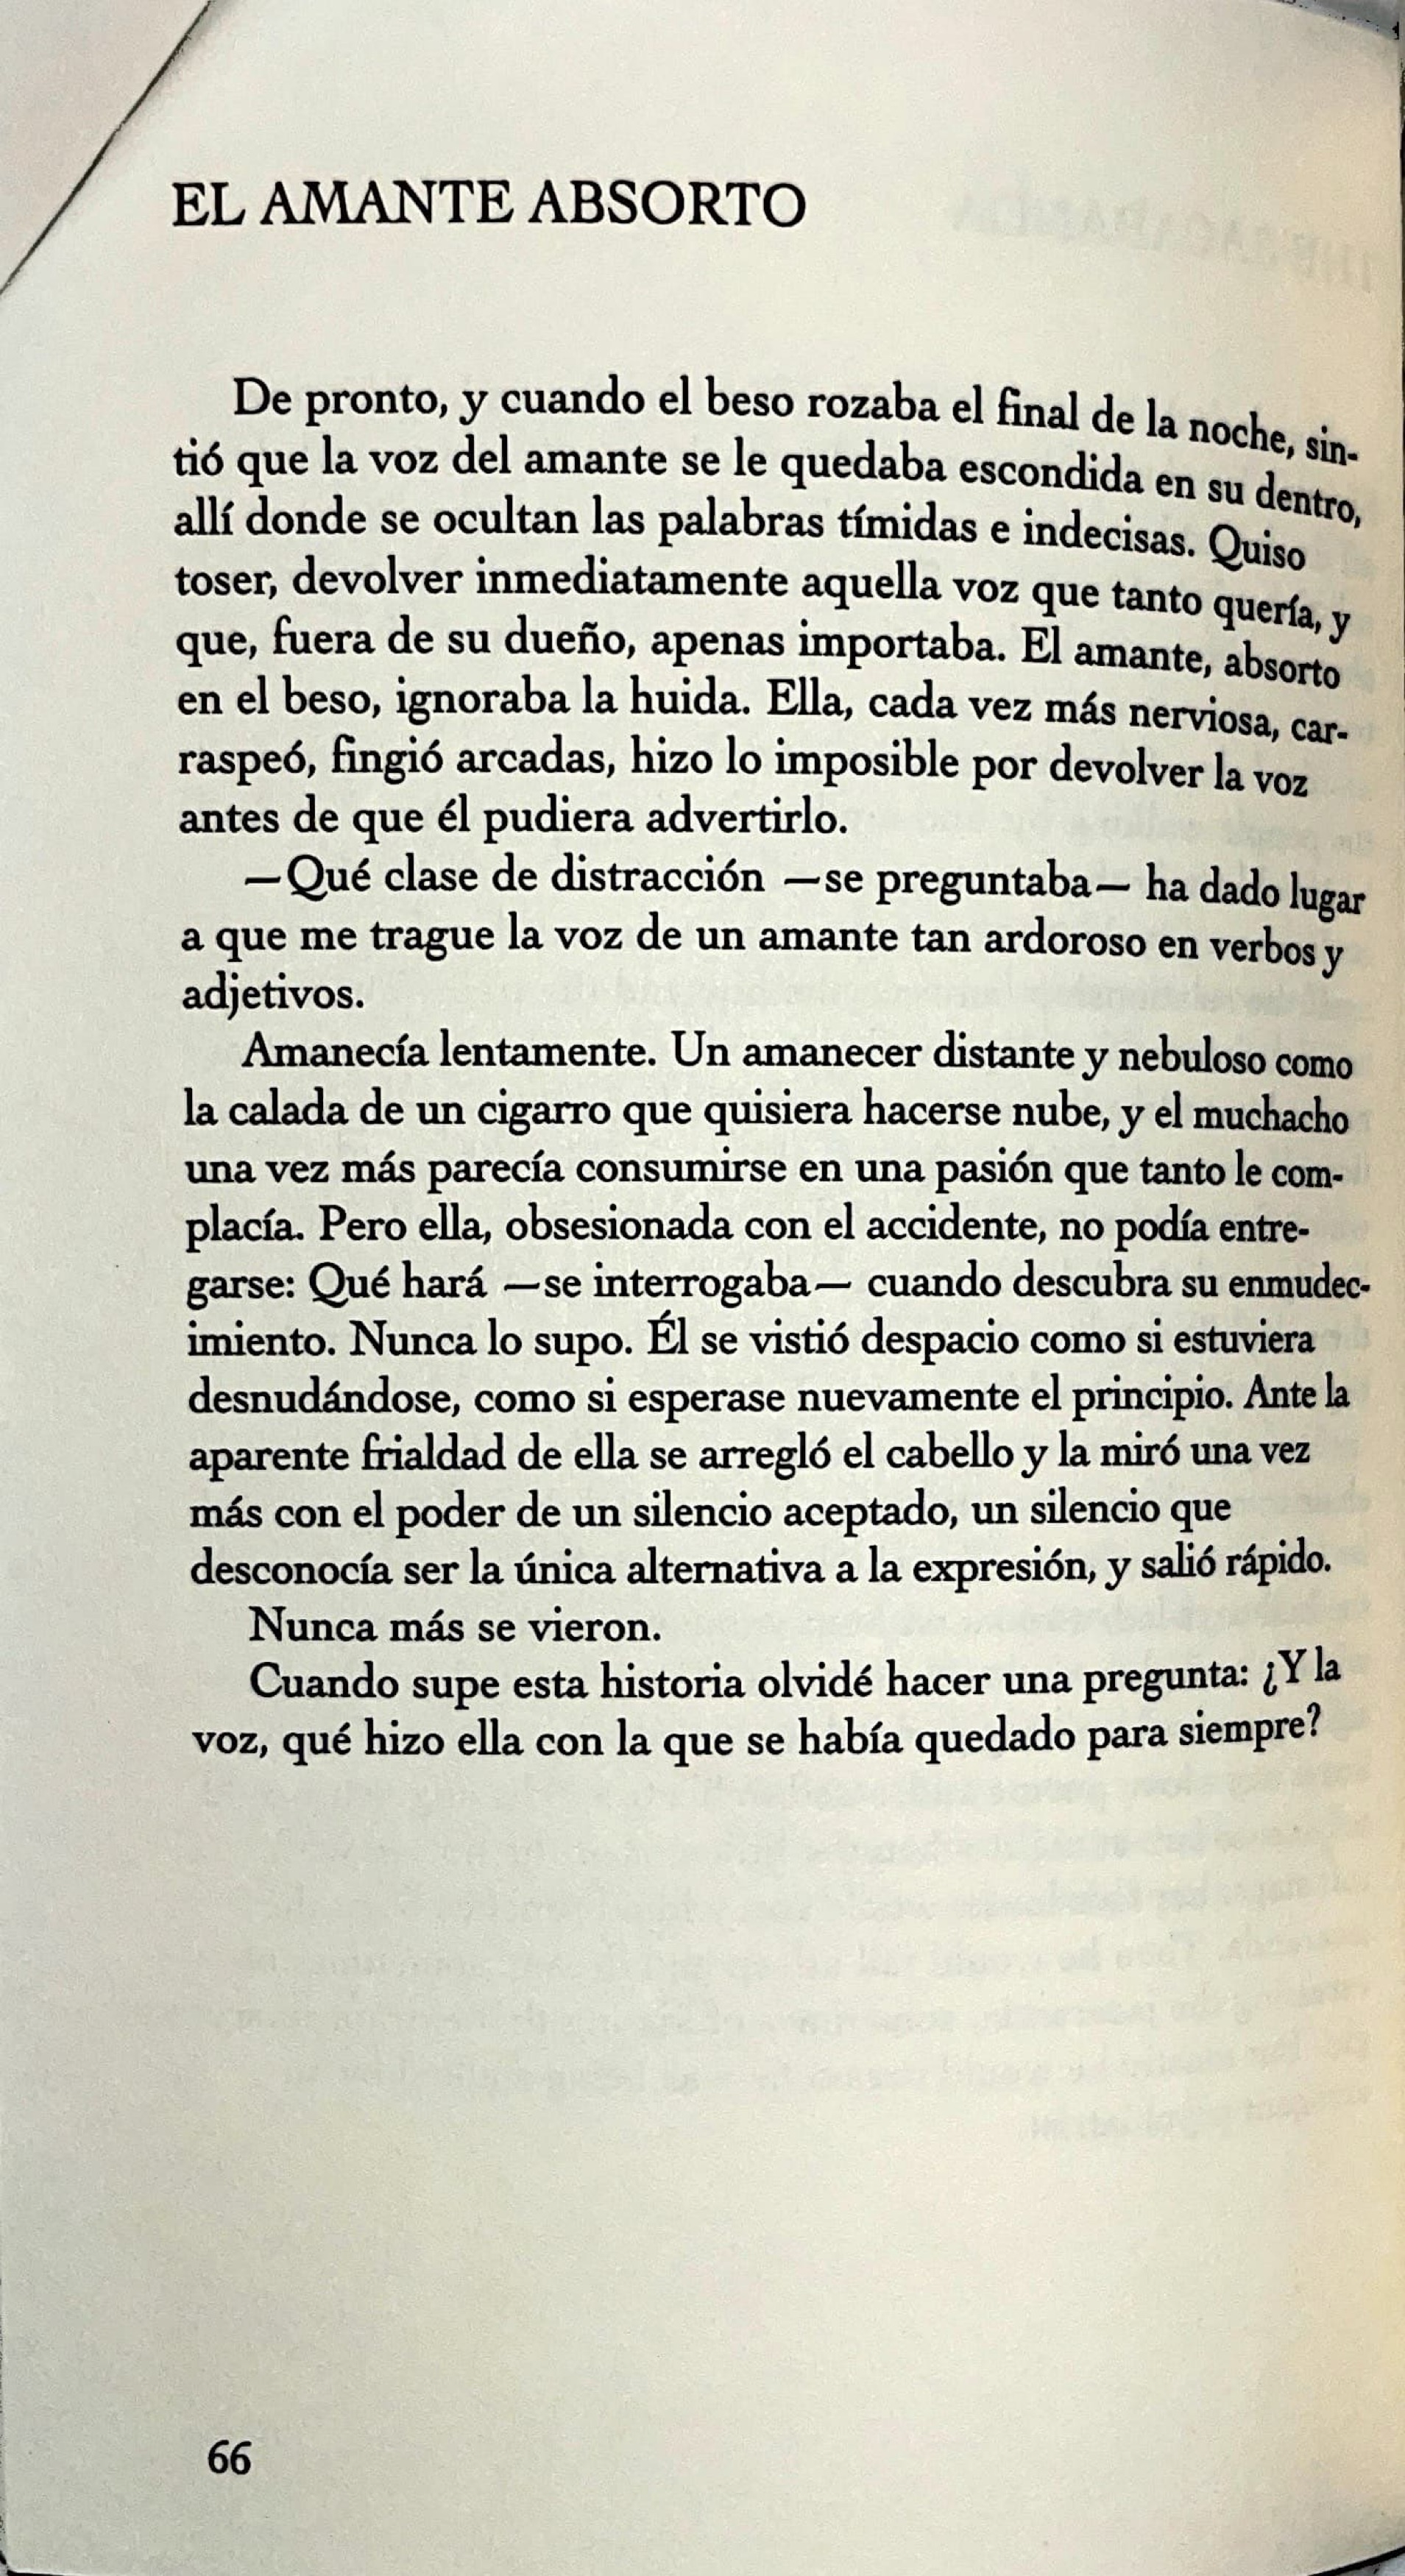 EL AMANTE ABSORTO
De pronto, y cuando el beso rozaba el final de la noche, sin-
tió que la voz del amante se le quedaba escondida en su dentro,
allí donde se ocultan las palabras tímidas e indecisas. Quiso
toser, devolver inmediatamente aquella voz que tanto quería, y
que, fuera de su dueño, apenas importaba. El amante, absorto
en el beso, ignoraba la huida. Ella, cada vez más nerviosa, car-
raspeó, fingió arcadas, hizo lo imposible por devolver la voz
antes de que él pudiera advertirlo.
—Qué clase de distracción —se preguntaba— ha dado lugar
a que me trague la voz de un amante tan ardoroso en verbos y
adjetivos.
Amanecía lentamente. Un amanecer distante y nebuloso como
la calada de un cigarro que quisiera hacerse nube, y el muchacho
una vez más parecía consumirse en una pasión que tanto le com-
placía. Pero ella, obsesionada con el accidente, no podía entre-
garse: Qué hará —se interrogaba— cuando descubra su enmudec-
imiento. Nunca lo supo. Él se vistió despacio como si estuviera
desnudándose, como si esperase nuevamente el principio. Ante la
aparente frialdad de ella se arregló el cabello y la miró una vez
más con el poder de un silencio aceptado, un silencio que
desconocía ser la única alternativa a la expresión, y salió rápido.
Nunca más se vieron.
Cuando supe esta historia olvidé hacer una pregunta: ¿Y la
voz, qué hizo ella con la que se había quedado para siempre?
66